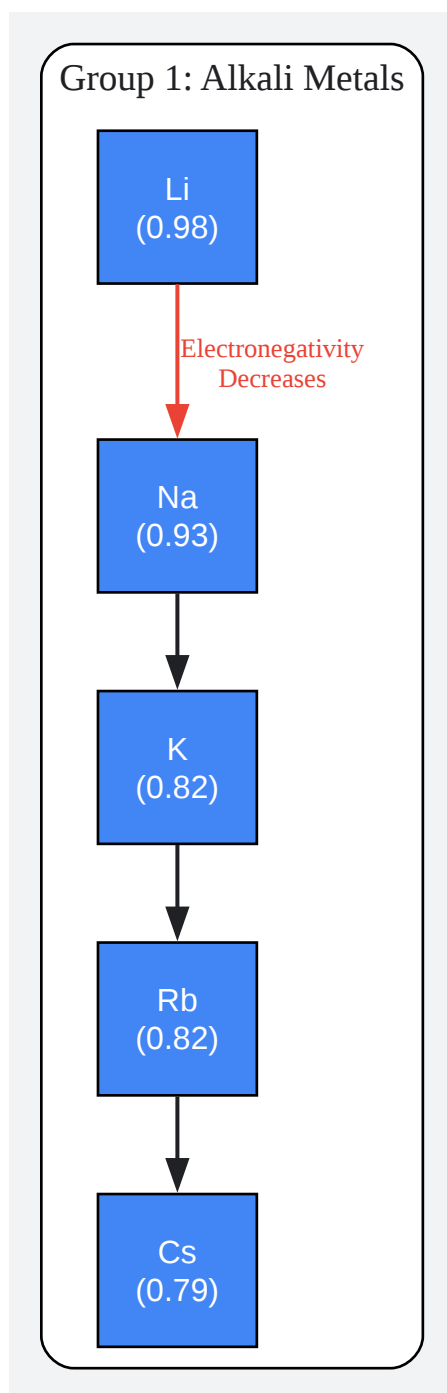 Group 1: Alkali Metals
Li
(0.98)
Electronegativity
Decreases
Na
(0.93)
K
(0.82)
Rb
(0.82)
Cs
(0.79)